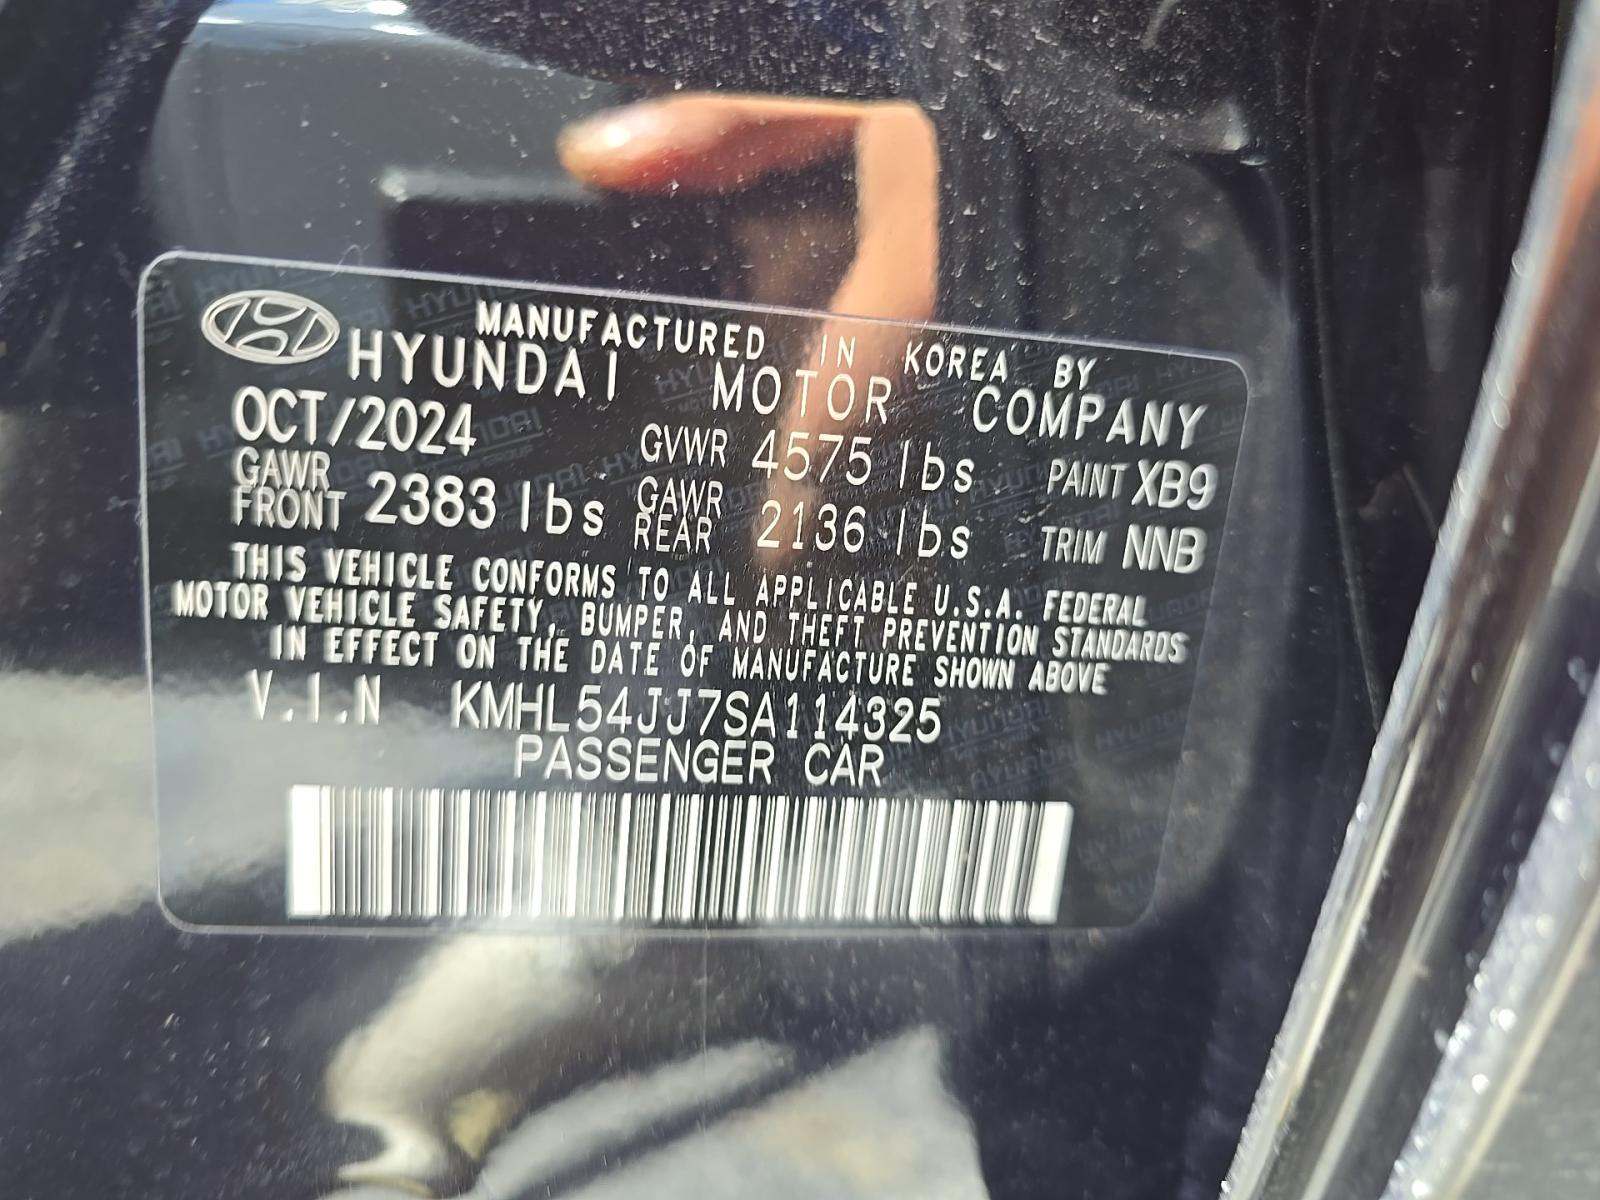 MANUFACTURED IN KOREA BY
HYUNDAI MOTOR COMPANY
OCT/2024 GVWR 4575 lbs PAINT XB9
GAWR FRONT 2383 lbs GAWR REAR 2136 lbs TRIM NNB
THIS VEHICLE CONFORMS TO ALL APPLICABLE U.S.A. FEDERAL
MOTOR VEHICLE SAFETY, BUMPER, AND THEFT PREVENTION STANDARDS
IN EFFECT ON THE DATE OF MANUFACTURE SHOWN ABOVE
V.I.N KMHL54JJ7SA114325
PASSENGER CAR